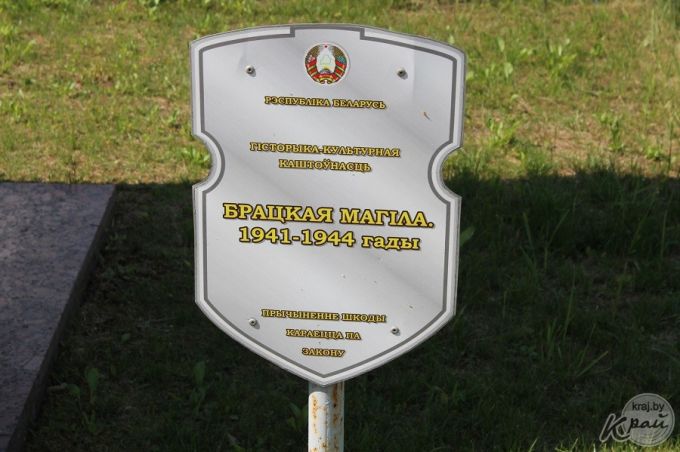 РЭСПУБЛІКА БЕЛАРУСЬ
ГІСТОРЫКА-КУЛЬТУРНАЯ
КАШТОЎНАСЦЬ
БРАЦКАЯ МАГІЛА.
1941-1944 гады
ПРЫЧЫНЕННЕ ШКОДЫ
КАРАЕЦЦА ПА
ЗАКОНУ
kraj.by
Край